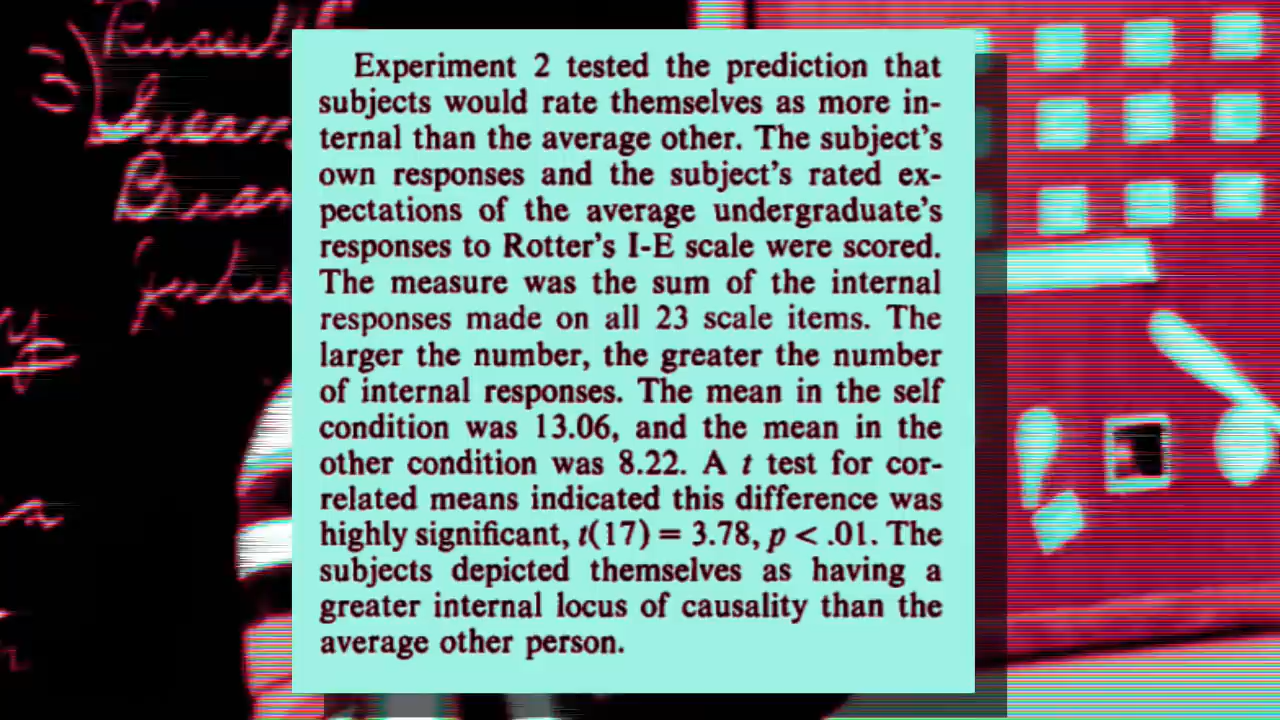 Experiment 2 tested the prediction that
subjects would rate themselves as more in-
ternal than the average other. The subject's
own responses and the subject's rated ex-
pectations of the average undergraduate's
responses to Rotter's I-E scale were scored.
The measure was the sum of the internal
responses made on all 23 scale items. The
larger the number, the greater the number
of internal responses. The mean in the self
condition was 13.06, and the mean in the
other condition was 8.22. A t test for cor-
related means indicated this difference was
highly significant, t(17) = 3.78, p < .01. The
subjects depicted themselves as having a
greater internal locus of causality than the
average other person.